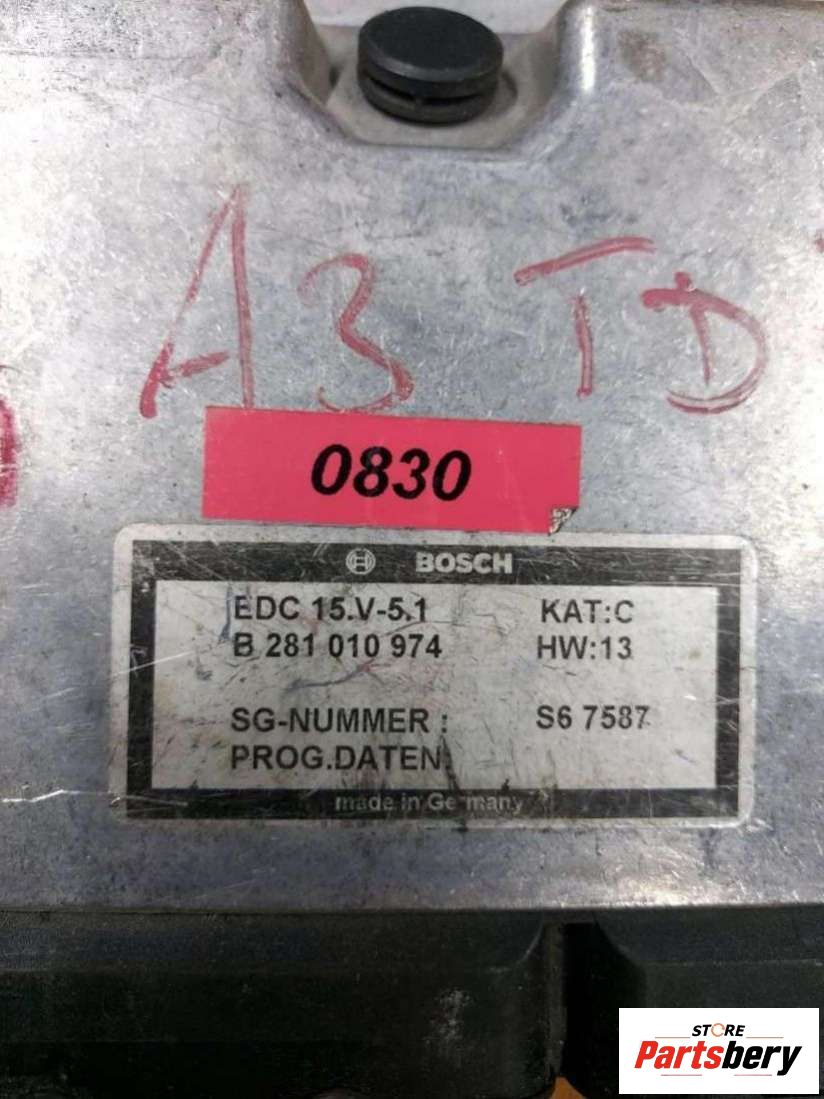 A3 TD
0830
BOSCH
EDC 15.V-5.1 KAT:C
B 281 010 974 HW:13
SG-NUMMER : S6 7587
PROG.DATEN:
made in Germany
STORE
Partsbery